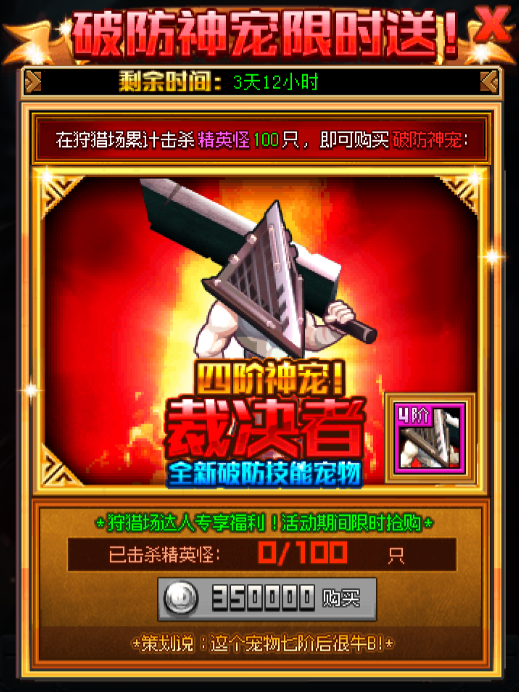 破防神宠限时送!
剩余时间：3天12小时
在狩猎场累计击杀精英怪100只，即可购买破防神宠：
四阶神宠!
裁决者
全新破防技能宠物
4阶
*狩猎场达人专享福利！活动期间限时抢购*
已击杀精英怪： 0/100 只
350000 购买
*策划说：这个宠物七阶后很牛B!*